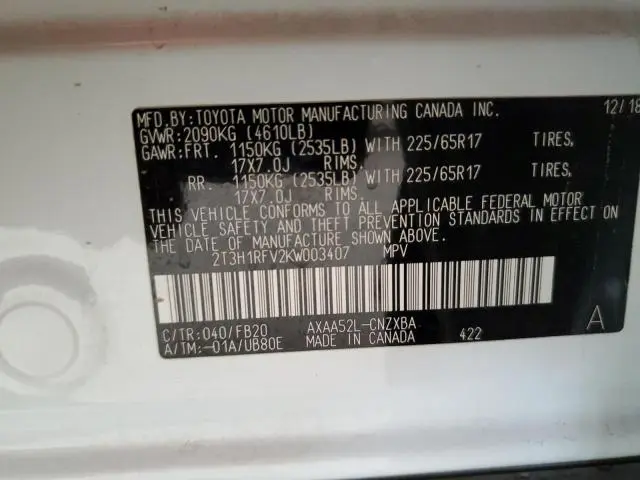 MFD.BY:TOYOTA MOTOR MANUFACTURING CANADA INC. 12/18
GVWR:2090KG (4610LB)
GAWR:FRT. 1150KG (2535LB) WITH 225/65R17 TIRES,
17X7.0J RIMS.
RR. 1150KG (2535LB) WITH 225/65R17 TIRES,
17X7.0J RIMS.
THIS VEHICLE CONFORMS TO ALL APPLICABLE FEDERAL MOTOR
VEHICLE SAFETY AND THEFT PREVENTION STANDARDS IN EFFECT ON
THE DATE OF MANUFACTURE SHOWN ABOVE.
2T3H1RFV2KW003407 MPV
C/TR:040/FB20 AXAA52L-CNZXBA A
A/TM:-01A/UB80E MADE IN CANADA 422